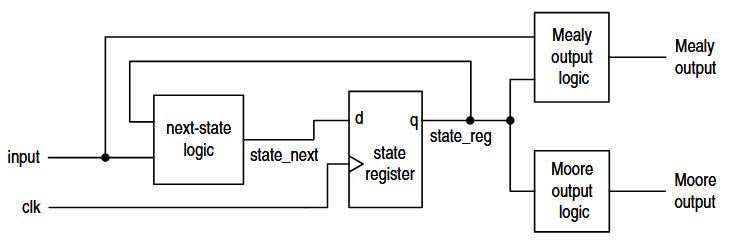 Mealy
output
logic
Mealy
output
next-state
logic
d
q
state
register
input
state_next
state_reg
clk
Moore
output
logic
Moore
output